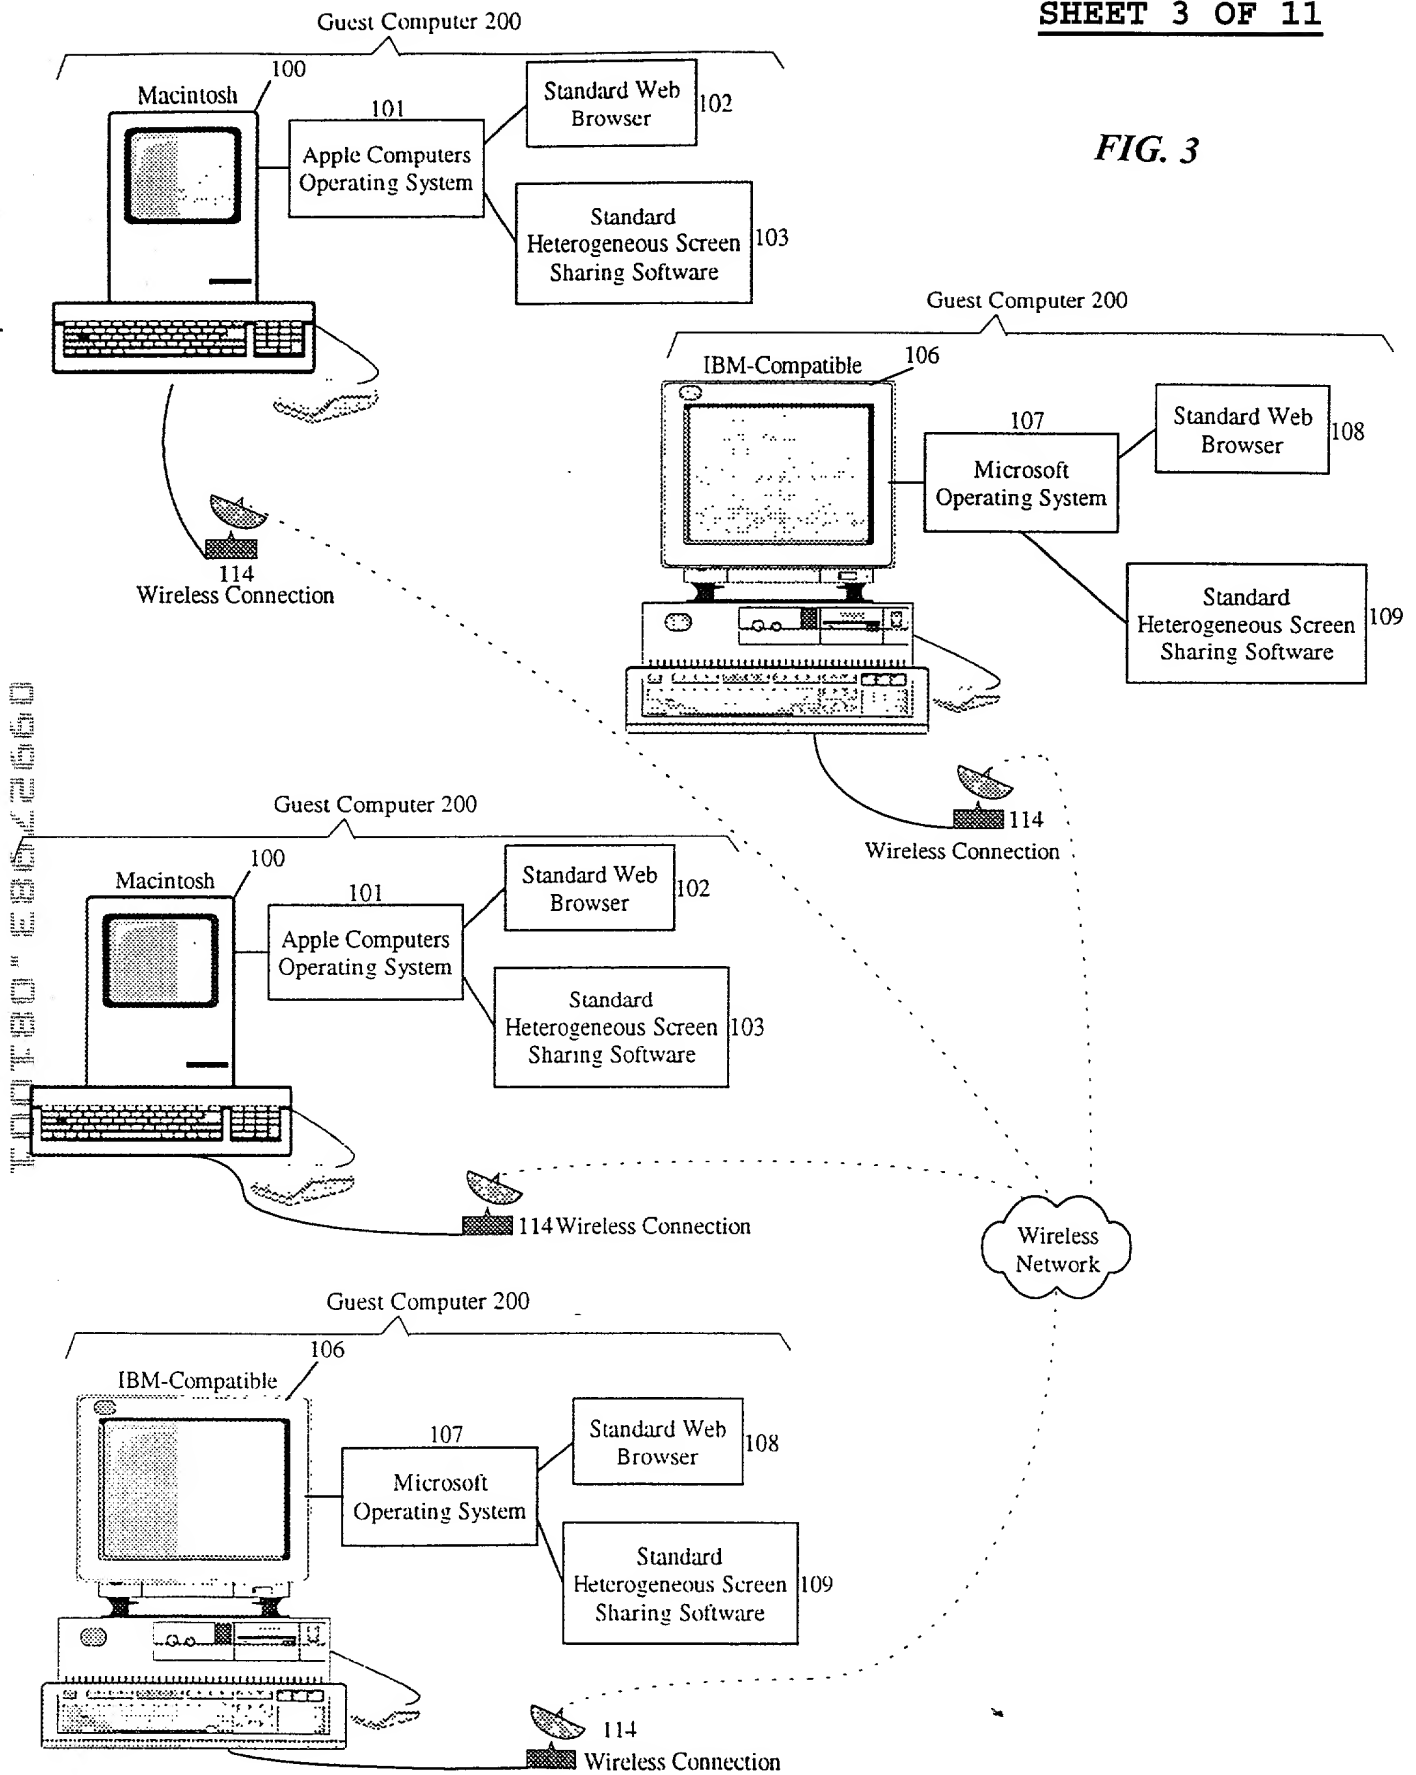 SHEET 3 OF 11
FIG. 3
Guest Computer 200
100
Macintosh
101
Apple Computers
Operating System
Standard Web
Browser
102
Standard
Heterogeneous Screen
Sharing Software
103
114
Wireless Connection
Guest Computer 200
106
IBM-Compatible
107
Microsoft
Operating System
Standard Web
Browser
108
Standard
Heterogeneous Screen
Sharing Software
109
114
Wireless Connection
Guest Computer 200
100
Macintosh
101
Apple Computers
Operating System
Standard Web
Browser
102
Standard
Heterogeneous Screen
Sharing Software
103
114 Wireless Connection
Wireless
Network
Guest Computer 200
106
IBM-Compatible
107
Microsoft
Operating System
Standard Web
Browser
108
Standard
Heterogeneous Screen
Sharing Software
109
114
Wireless Connection